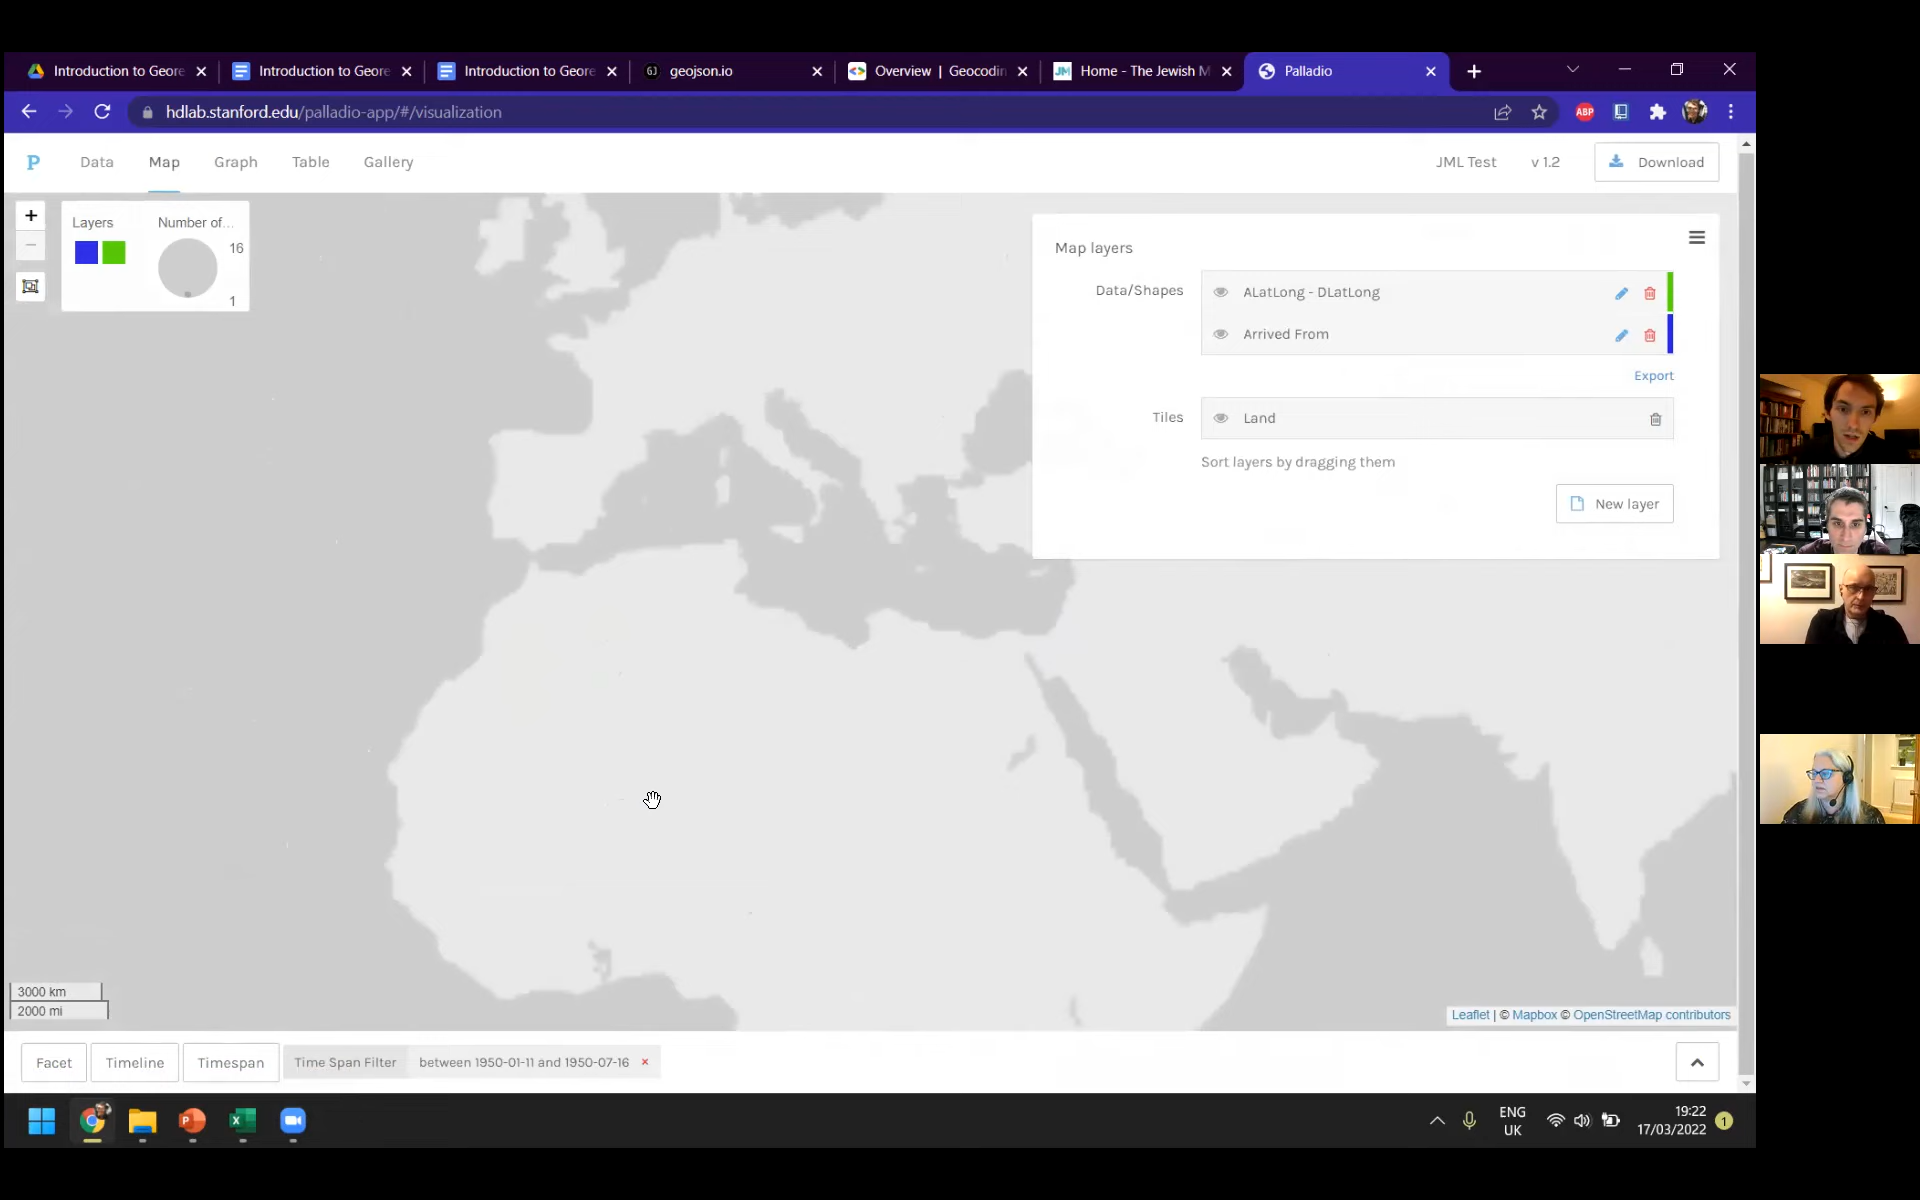 Introduction to Geore
Introduction to Geore
Introduction to Geore
GJ
geojson.io
Overview | Geocodin
JM
Home - The Jewish M
Palladio
hdlab.stanford.edu/palladio-app/#/visualization
ABP
P
Data
Map
Graph
Table
Gallery
JML Test
v 1.2
Download
+
−
Layers
Number of...
16
1
Map layers
Data/Shapes
ALatLong - DLatLong
Arrived From
Export
Tiles
Land
Sort layers by dragging them
New layer
3000 km
2000 mi
Leaflet | © Mapbox © OpenStreetMap contributors
Facet
Timeline
Timespan
Time Span Filter
between 1950-01-11 and 1950-07-16
×
ENG
UK
19:22
17/03/2022
1